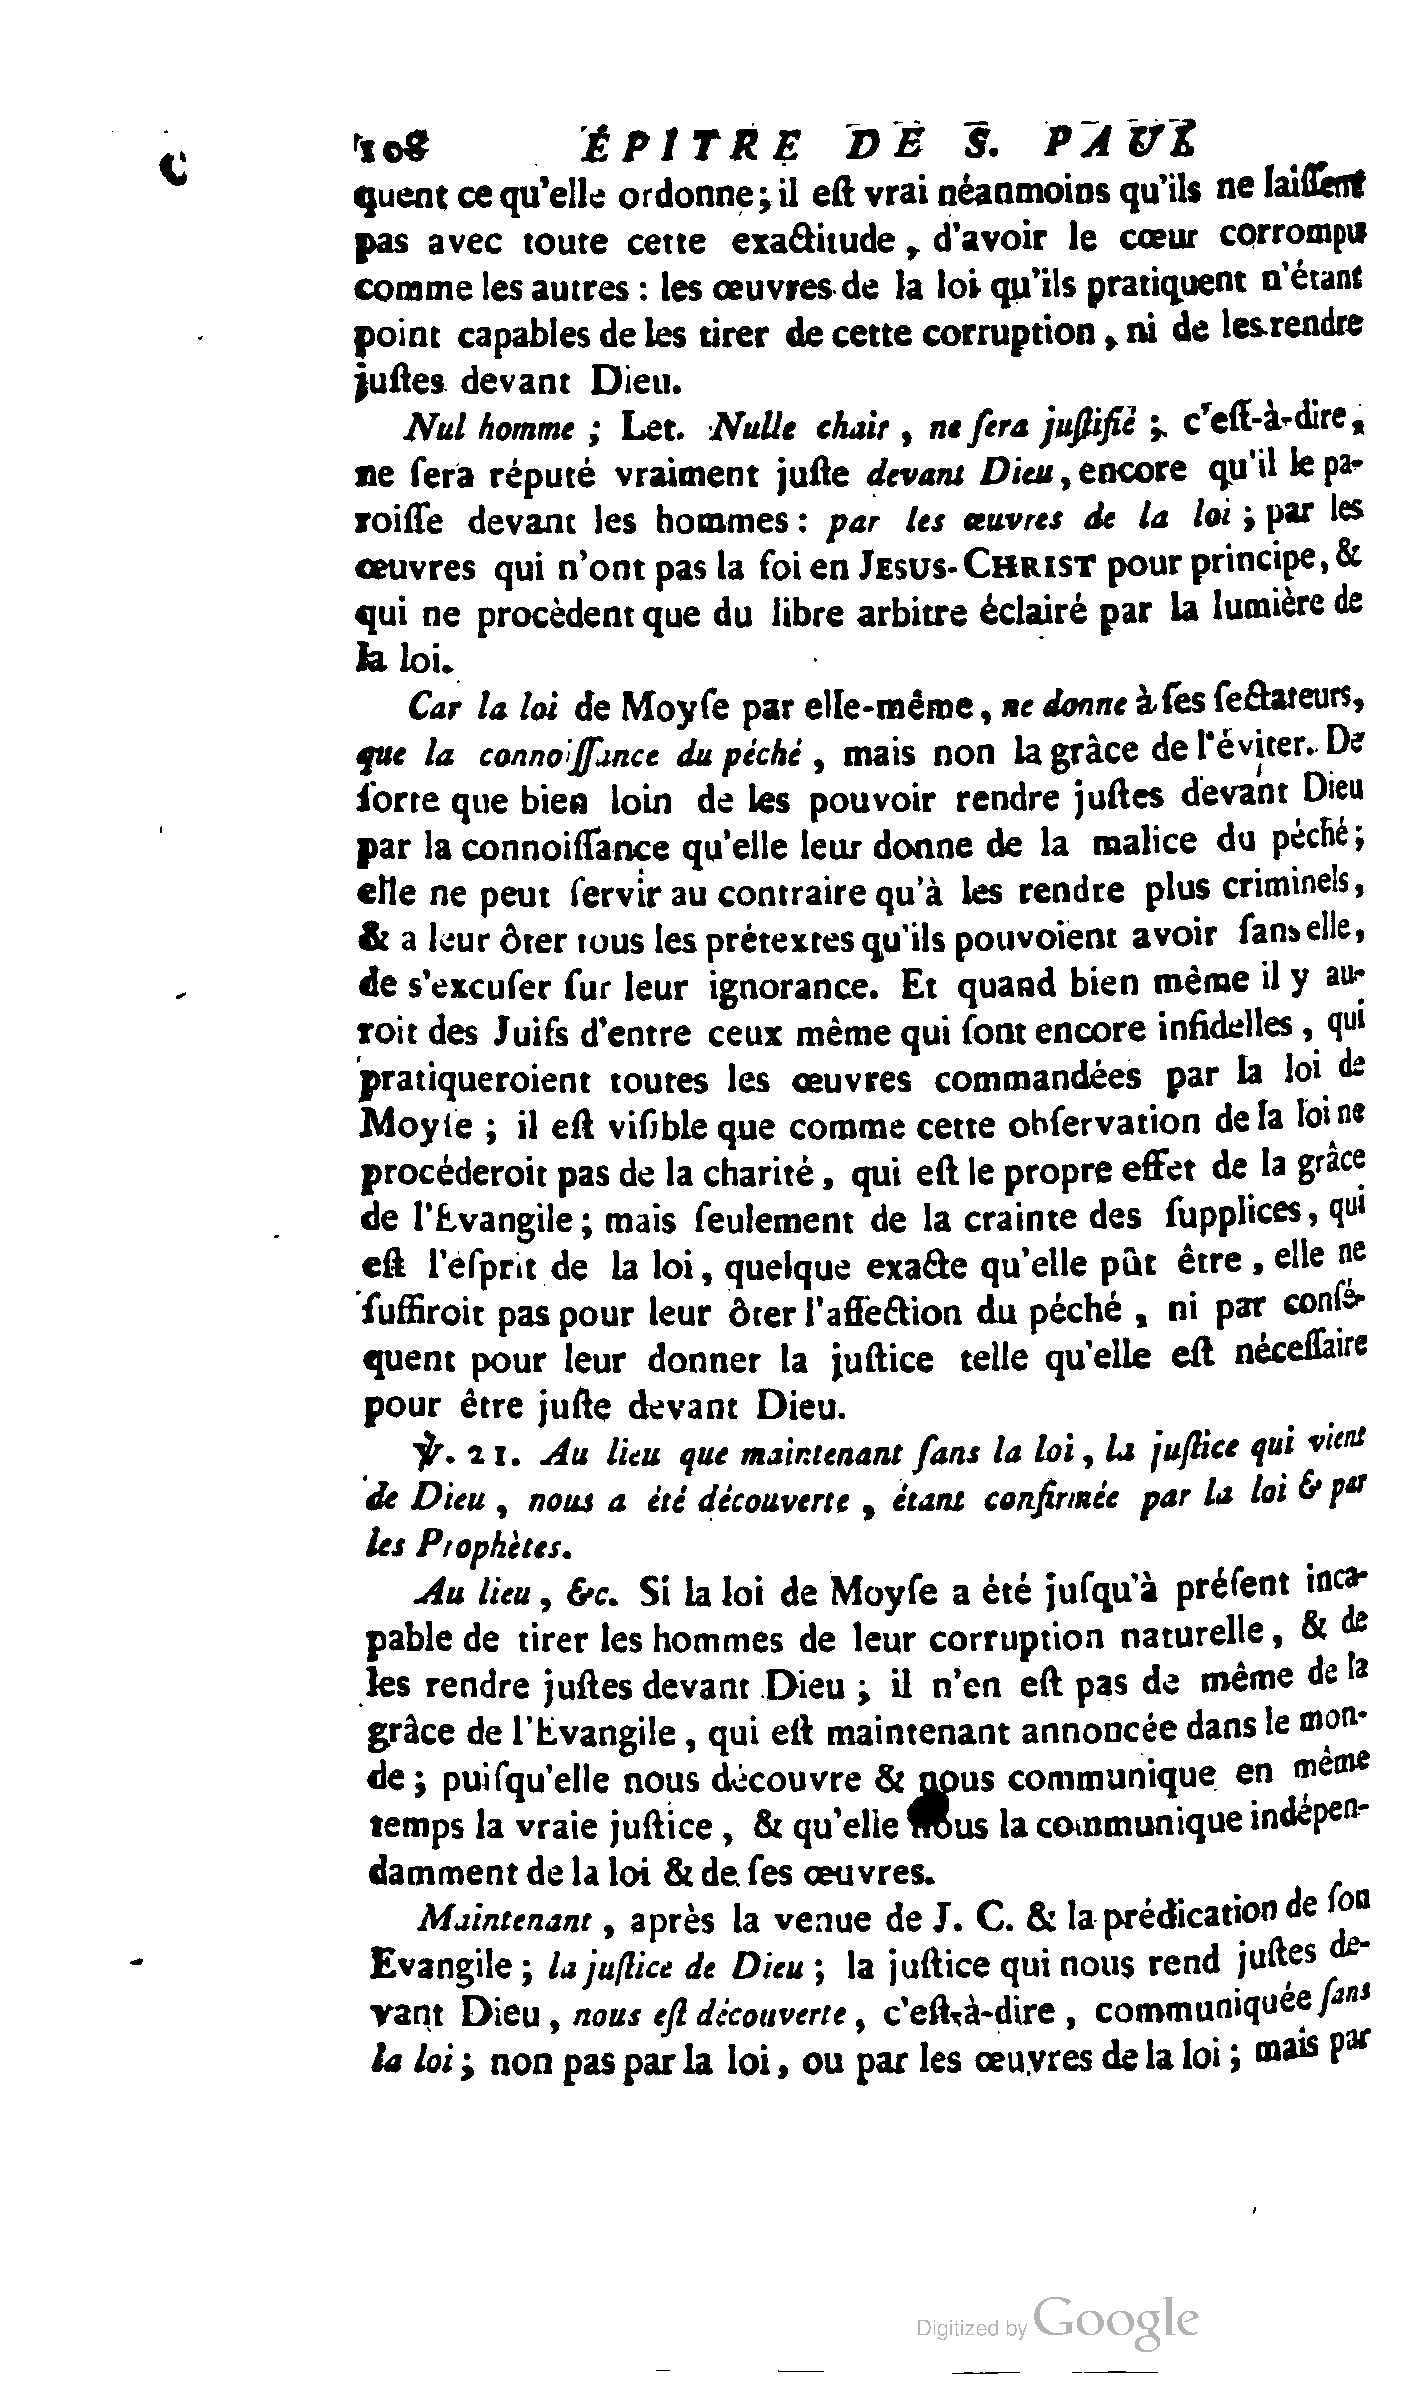 108 ÉPITRE DE S. PAUL
quent ce qu'elle ordonne; il eſt vrai néanmoins qu'ils ne laiſſent
pas avec toute cette exactitude, d'avoir le cœur corrompu
comme les autres : les œuvres de la loi qu'ils pratiquent n'étant
point capables de les tirer de cette corruption, ni de les rendre
juſtes devant Dieu.
Nul homme ; Let. Nulle chair, ne ſera juſtifié ; c'eſt-à-dire,
ne ſera réputé vraiment juſte devant Dieu, encore qu'il le pa-
roiſſe devant les hommes : par les œuvres de la loi ; par les
œuvres qui n'ont pas la foi en JESUS-CHRIST pour principe, &
qui ne procèdent que du libre arbitre éclairé par la lumière de
la loi.
Car la loi de Moyſe par elle-même, ne donne à ſes ſectateurs,
que la connoiſſance du péché, mais non la grâce de l'éviter. De
ſorte que bien loin de les pouvoir rendre juſtes devant Dieu
par la connoiſſance qu'elle leur donne de la malice du péché;
elle ne peut ſervir au contraire qu'à les rendre plus criminels,
& a leur ôter tous les prétextes qu'ils pouvoient avoir ſans elle,
de s'excuſer ſur leur ignorance. Et quand bien même il y au-
roit des Juifs d'entre ceux même qui ſont encore infidelles, qui
pratiqueroient toutes les œuvres commandées par la loi de
Moyſe ; il eſt viſible que comme cette obſervation de la loi ne
procéderoit pas de la charité, qui eſt le propre effet de la grâce
de l'Evangile ; mais ſeulement de la crainte des ſupplices, qui
eſt l'eſprit de la loi, quelque exacte qu'elle pût être, elle ne
ſuffiroit pas pour leur ôter l'affection du péché, ni par conſé-
quent pour leur donner la juſtice telle qu'elle eſt néceſſaire
pour être juſte devant Dieu.
℣. 21. Au lieu que maintenant ſans la loi, la juſtice qui vient
de Dieu, nous a été découverte, étant confirmée par la loi & par
les Prophètes.
Au lieu, &c. Si la loi de Moyſe a été juſqu'à préſent inca-
pable de tirer les hommes de leur corruption naturelle, & de
les rendre juſtes devant Dieu ; il n'en eſt pas de même de la
grâce de l'Evangile, qui eſt maintenant annoncée dans le mon-
de ; puiſqu'elle nous découvre & nous communique en même
temps la vraie juſtice, & qu'elle nous la communique indépen-
damment de la loi & de ſes œuvres.
Maintenant, après la venue de J. C. & la prédication de ſon
Evangile ; la juſtice de Dieu ; la juſtice qui nous rend juſtes de-
vant Dieu, nous eſt découverte, c'eſt-à-dire, communiquée ſans
la loi ; non pas par la loi, ou par les œuvres de la loi ; mais par
Digitized by Google